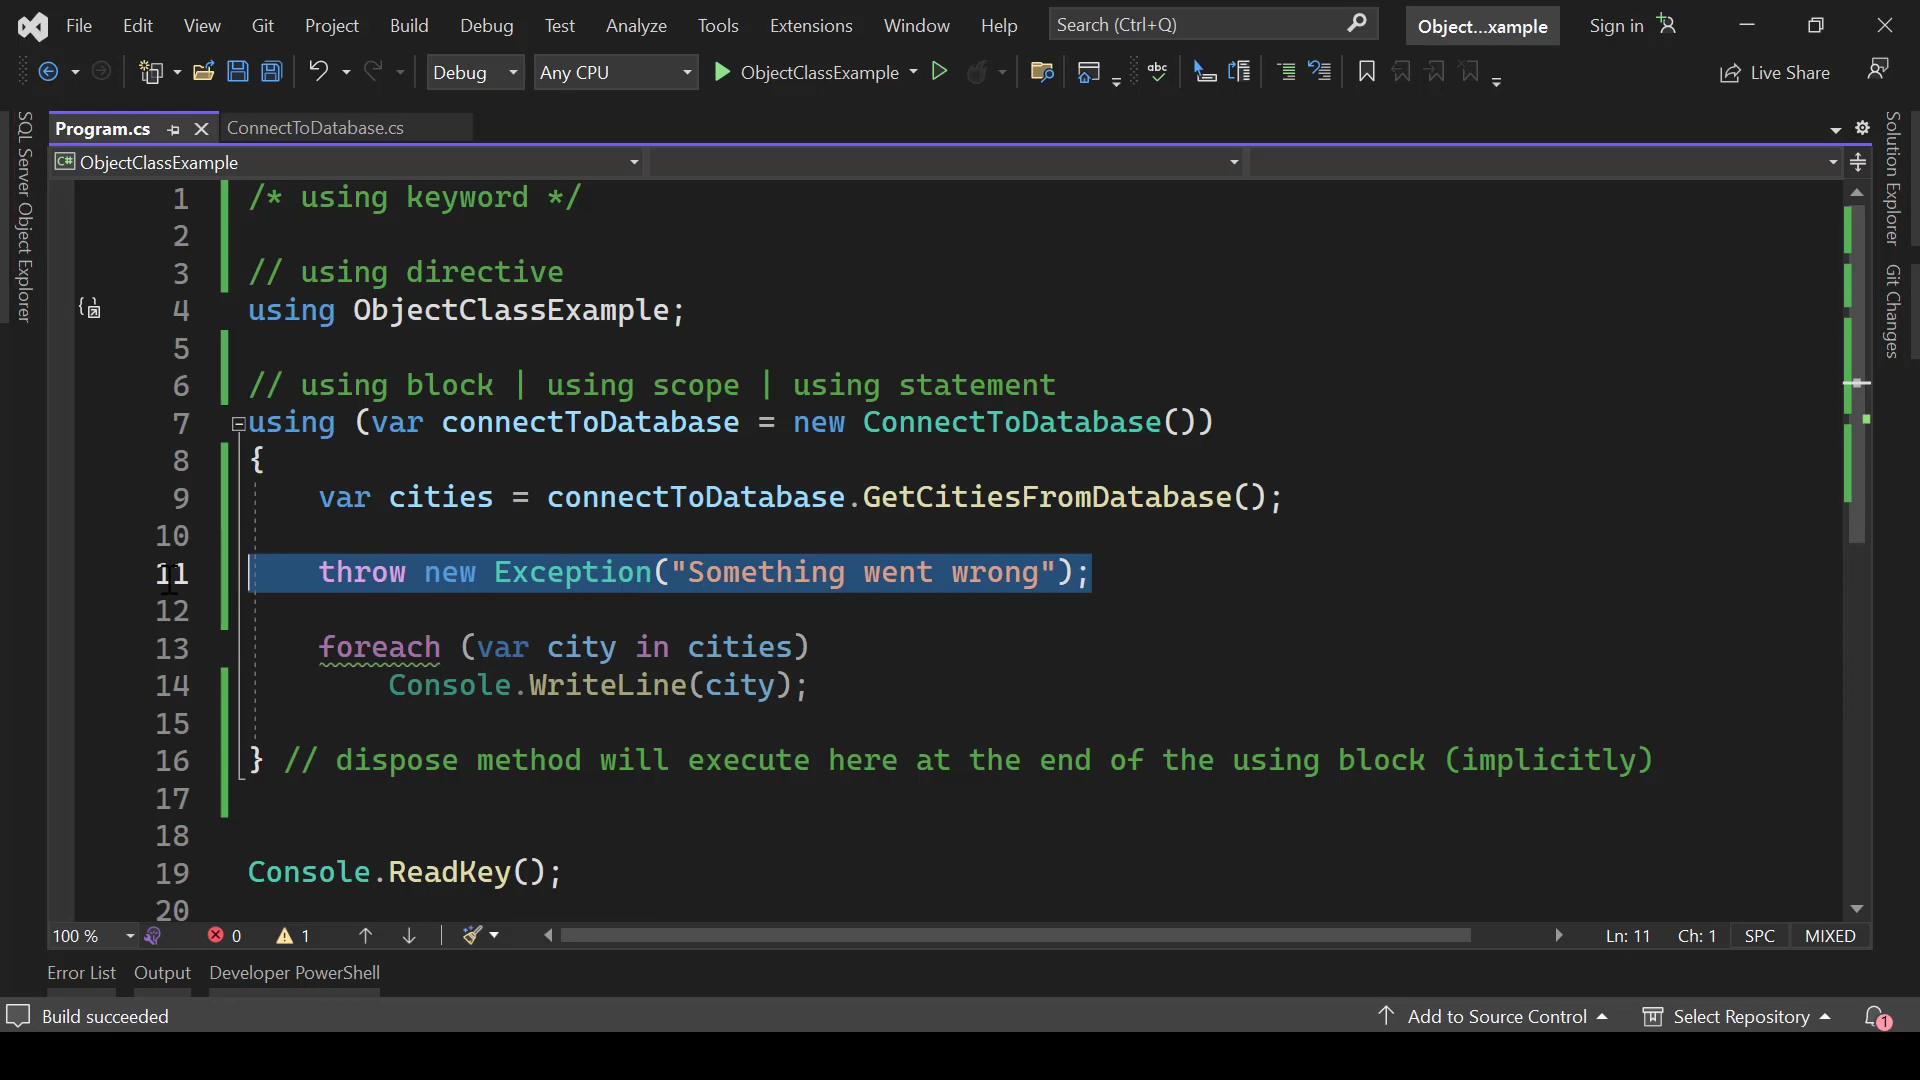 File Edit View Git Project Build Debug Test Analyze Tools Extensions Window Help Search (Ctrl+Q) Object...xample Sign in
Debug Any CPU ObjectClassExample Live Share
Program.cs ConnectToDatabase.cs
ObjectClassExample
SQL Server Object Explorer
Solution Explorer
Git Changes
1 /* using keyword */
2
3 // using directive
4 using ObjectClassExample;
5
6 // using block | using scope | using statement
7 using (var connectToDatabase = new ConnectToDatabase())
8 {
9 var cities = connectToDatabase.GetCitiesFromDatabase();
10
11 throw new Exception("Something went wrong");
12
13 foreach (var city in cities)
14 Console.WriteLine(city);
15
16 } // dispose method will execute here at the end of the using block (implicitly)
17
18
19 Console.ReadKey();
20
100 % 0 1 Ln: 11 Ch: 1 SPC MIXED
Error List Output Developer PowerShell
Build succeeded Add to Source Control Select Repository 1